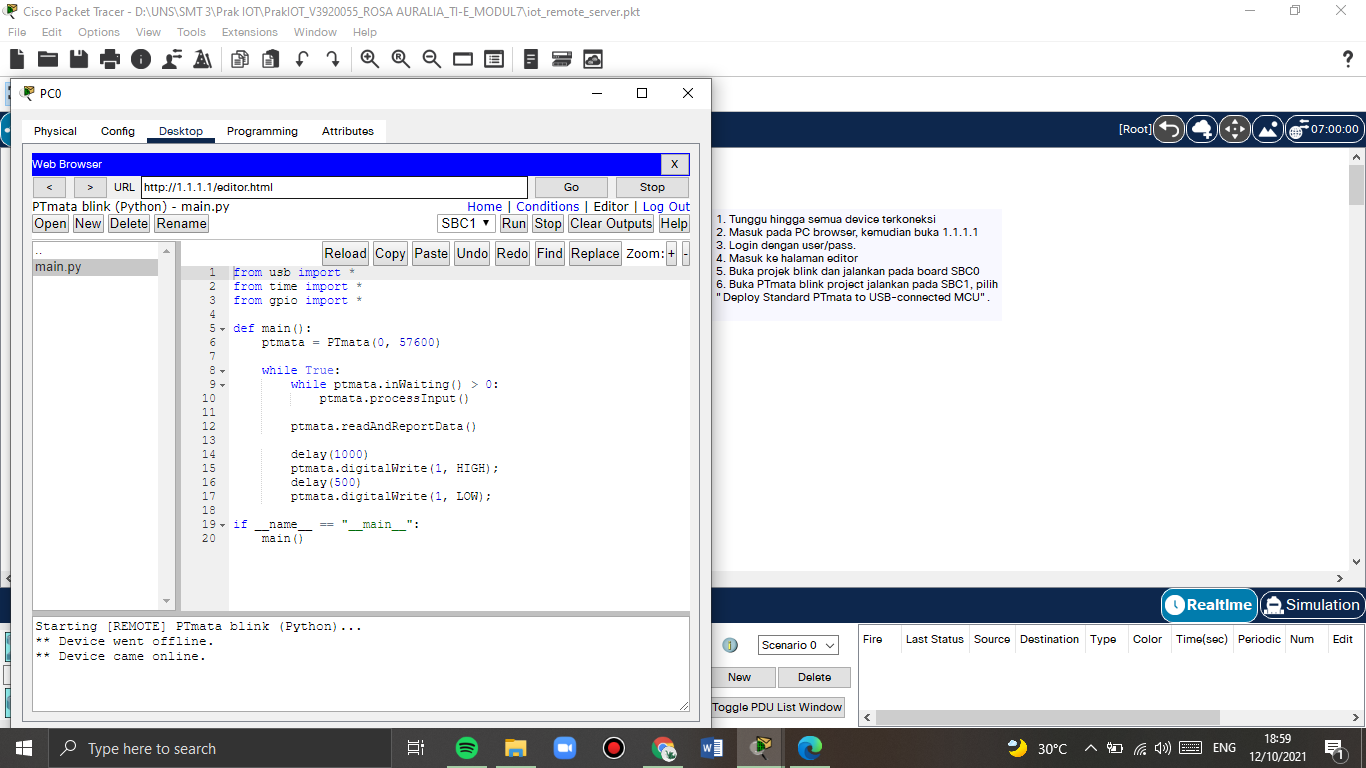 Cisco Packet Tracer - D:\UNS\SMT 3\Prak IOT\PrakIOT_V3920055_ROSA AURALIA_TI-E_MODUL7\iot_remote_server.pkt
File Edit Options View Tools Extensions Window Help
PC0
Physical Config Desktop Programming Attributes
[Root] 07:00:00
Web Browser X
< > URL http://1.1.1.1/editor.html Go Stop
PTmata blink (Python) - main.py Home | Conditions | Editor | Log Out
Open New Delete Rename SBC1 Run Stop Clear Outputs Help
.. Reload Copy Paste Undo Redo Find Replace Zoom: + -
main.py
1 from usb import *
2 from time import *
3 from gpio import *
4
5 def main():
6 ptmata = PTmata(0, 57600)
7
8 while True:
9 while ptmata.inWaiting() > 0:
10 ptmata.processInput()
11
12 ptmata.readAndReportData()
13
14 delay(1000)
15 ptmata.digitalWrite(1, HIGH);
16 delay(500)
17 ptmata.digitalWrite(1, LOW);
18
19 if __name__ == "__main__":
20 main()
Starting [REMOTE] PTmata blink (Python)...
** Device went offline.
** Device came online.
1. Tunggu hingga semua device terkoneksi
2. Masuk pada PC browser, kemudian buka 1.1.1.1
3. Login dengan user/pass.
4. Masuk ke halaman editor
5. Buka projek blink dan jalankan pada board SBC0
6. Buka PTmata blink project jalankan pada SBC1, pilih
"Deploy Standard PTmata to USB-connected MCU".
Realtime Simulation
Scenario 0
New Delete
Toggle PDU List Window
Fire Last Status Source Destination Type Color Time(sec) Periodic Num Edit
Type here to search
30°C ENG 18:59
12/10/2021
1